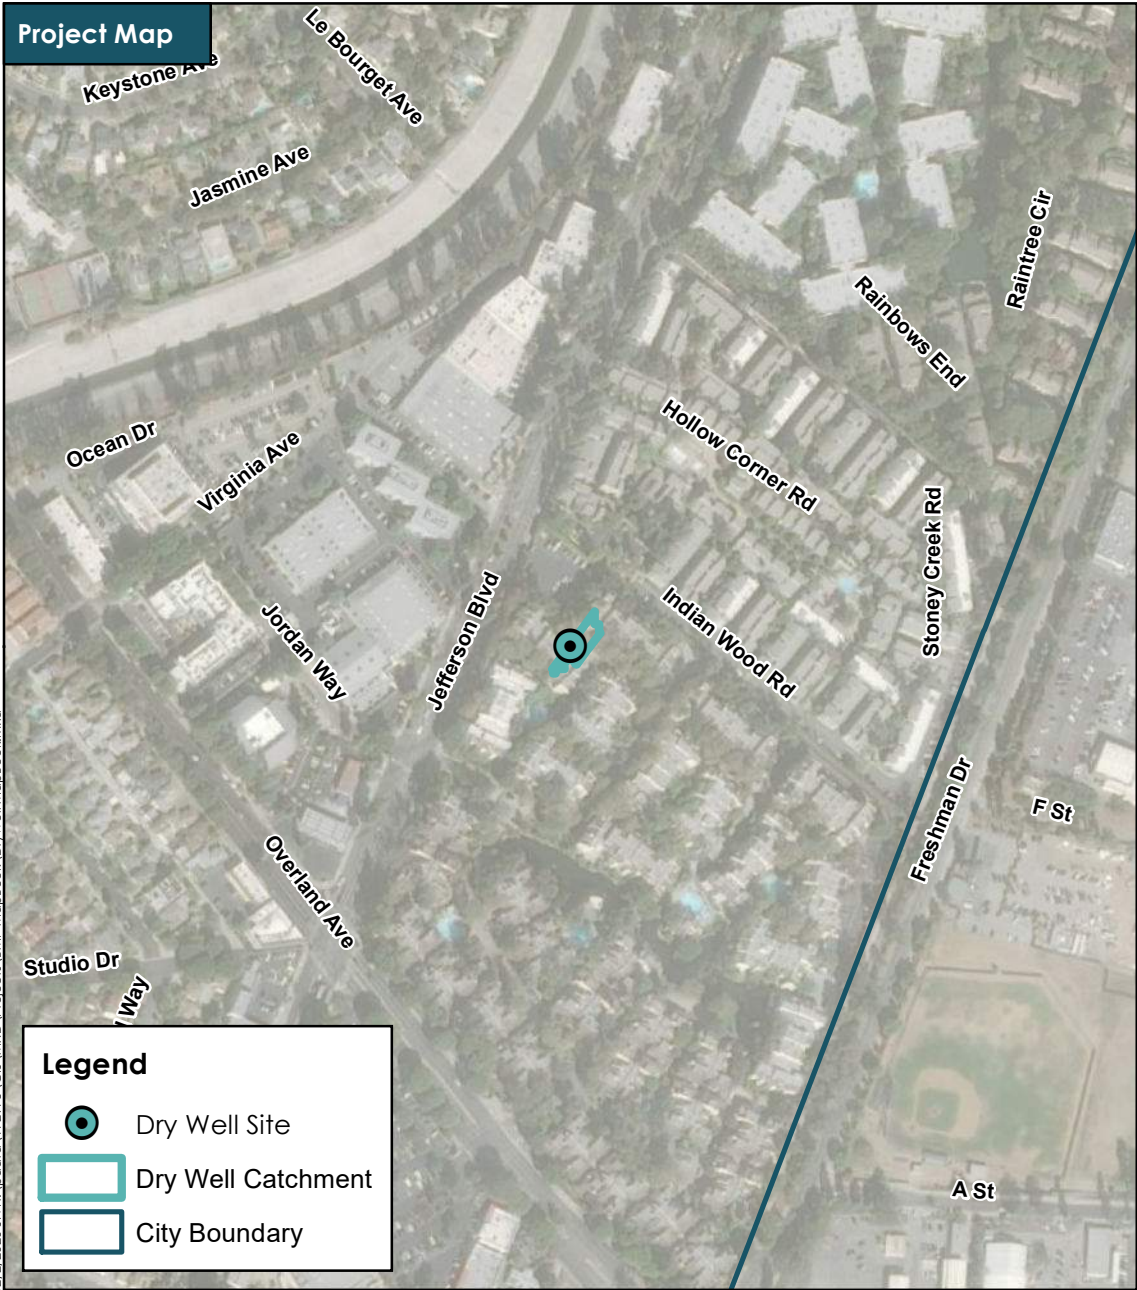 Project Map
Le Bourget Ave
Keystone Ave
Jasmine Ave
Raintree Cir
Rainbows End
Ocean Dr
Virginia Ave
Hollow Corner Rd
Stoney Creek Rd
Jefferson Blvd
Indian Wood Rd
Jordan Way
Freshman Dr
F St
Overland Ave
Studio Dr
Way
A St
Legend
Dry Well Site
Dry Well Catchment
City Boundary